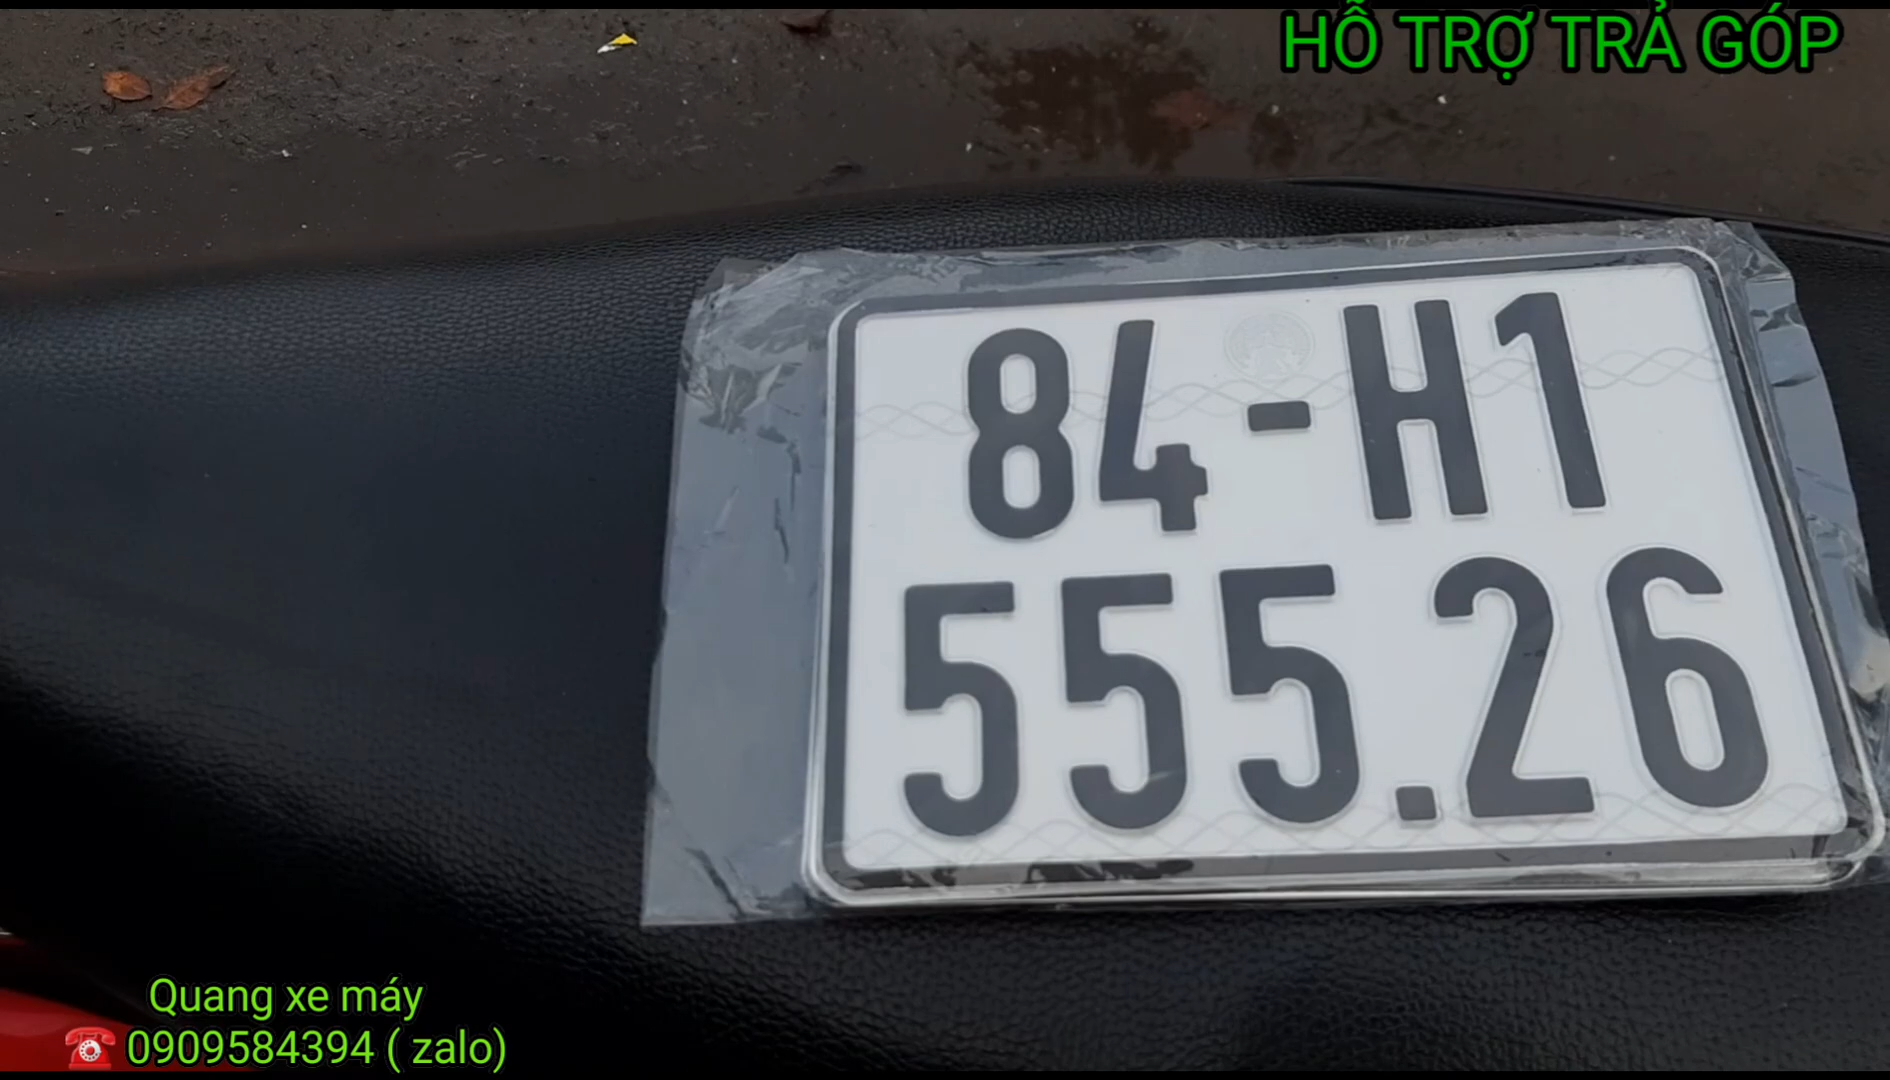 HỖ TRỢ TRẢ GÓP
84-H1
555.26
Quang xe máy
☎0909584394 ( zalo)